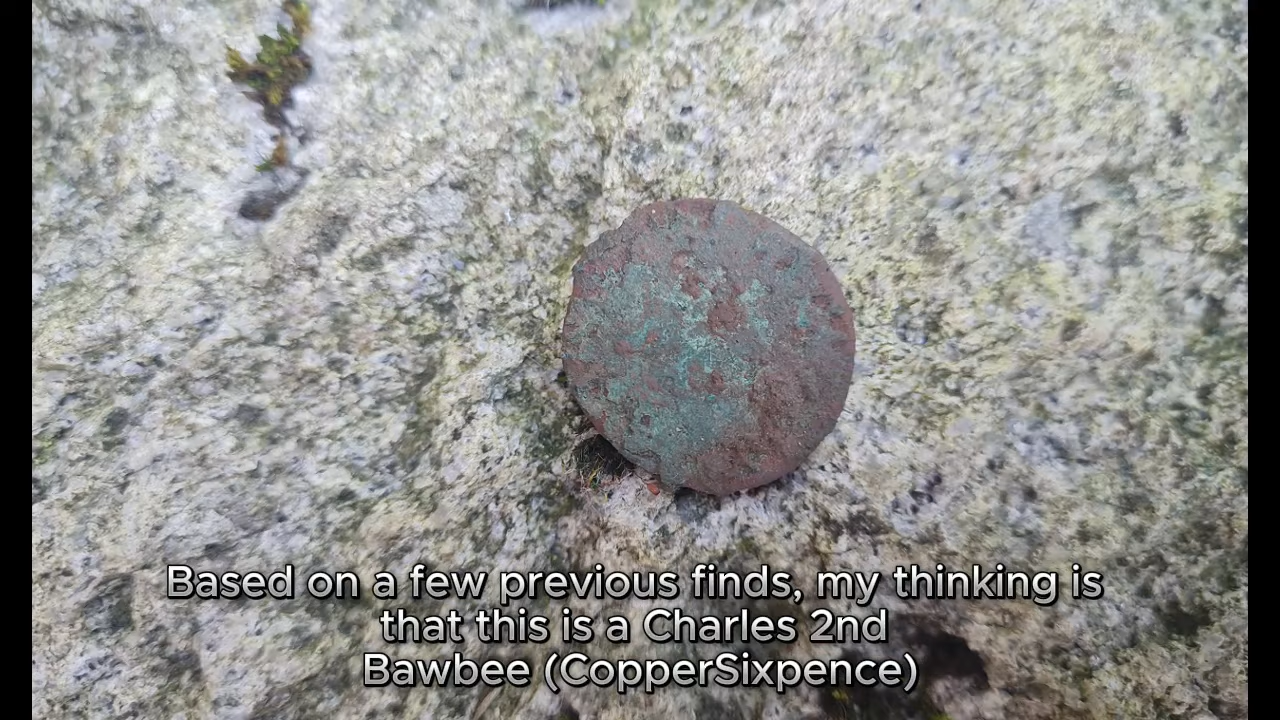 Based on a few previous finds, my thinking is
that this is a Charles 2nd
Bawbee (CopperSixpence)